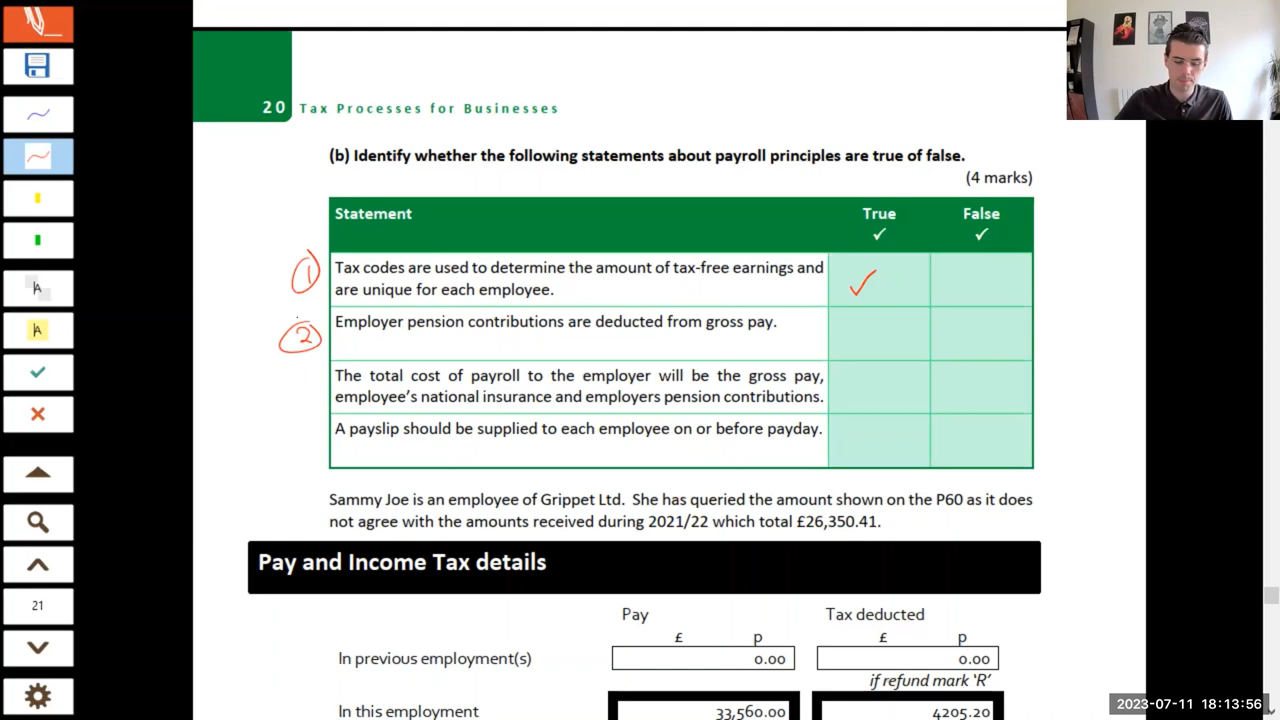 20 Tax Processes for Businesses
(b) Identify whether the following statements about payroll principles are true of false.
(4 marks)
Statement True False
✓ ✓
1 Tax codes are used to determine the amount of tax-free earnings and
are unique for each employee. ✓
2 Employer pension contributions are deducted from gross pay.
The total cost of payroll to the employer will be the gross pay,
employee's national insurance and employers pension contributions.
A payslip should be supplied to each employee on or before payday.
Sammy Joe is an employee of Grippet Ltd. She has queried the amount shown on the P60 as it does
not agree with the amounts received during 2021/22 which total £26,350.41.
Pay and Income Tax details
Pay Tax deducted
£ p £ p
In previous employment(s) 0.00 0.00
if refund mark 'R'
In this employment 33,560.00 4205.20
21
2023-07-11 18:13:56